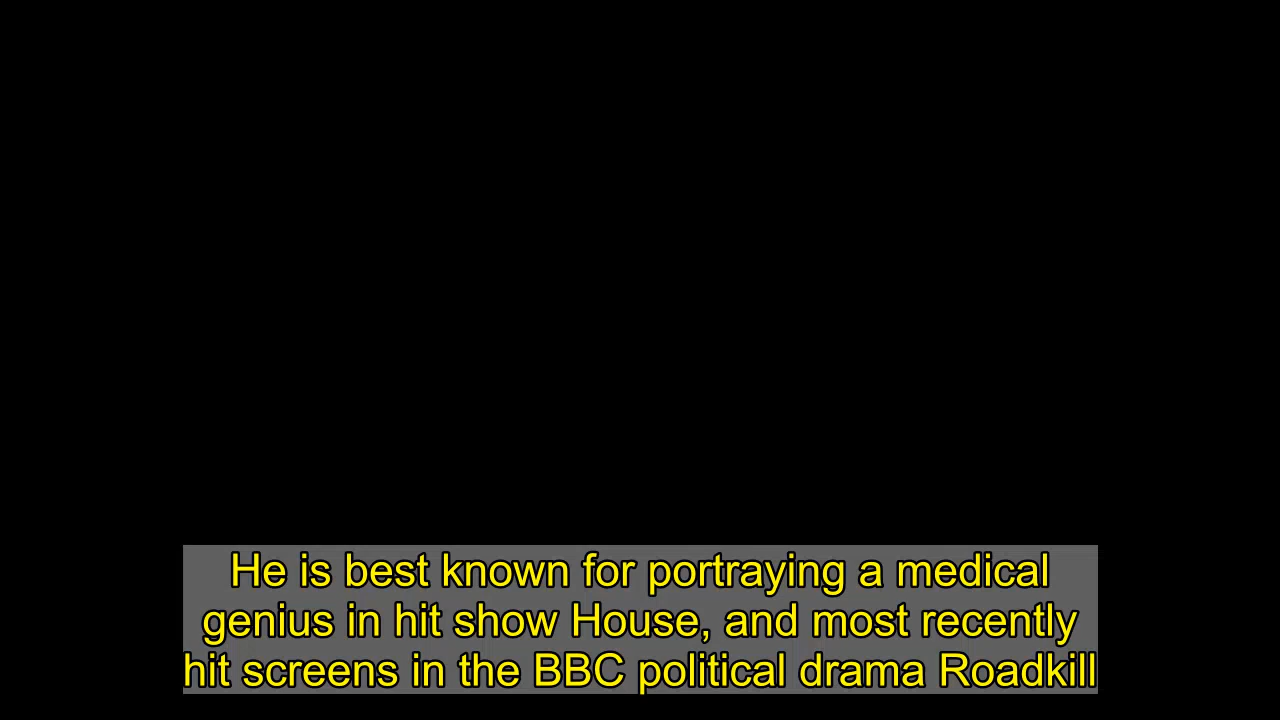 He is best known for portraying a medical
genius in hit show House, and most recently
hit screens in the BBC political drama Roadkill